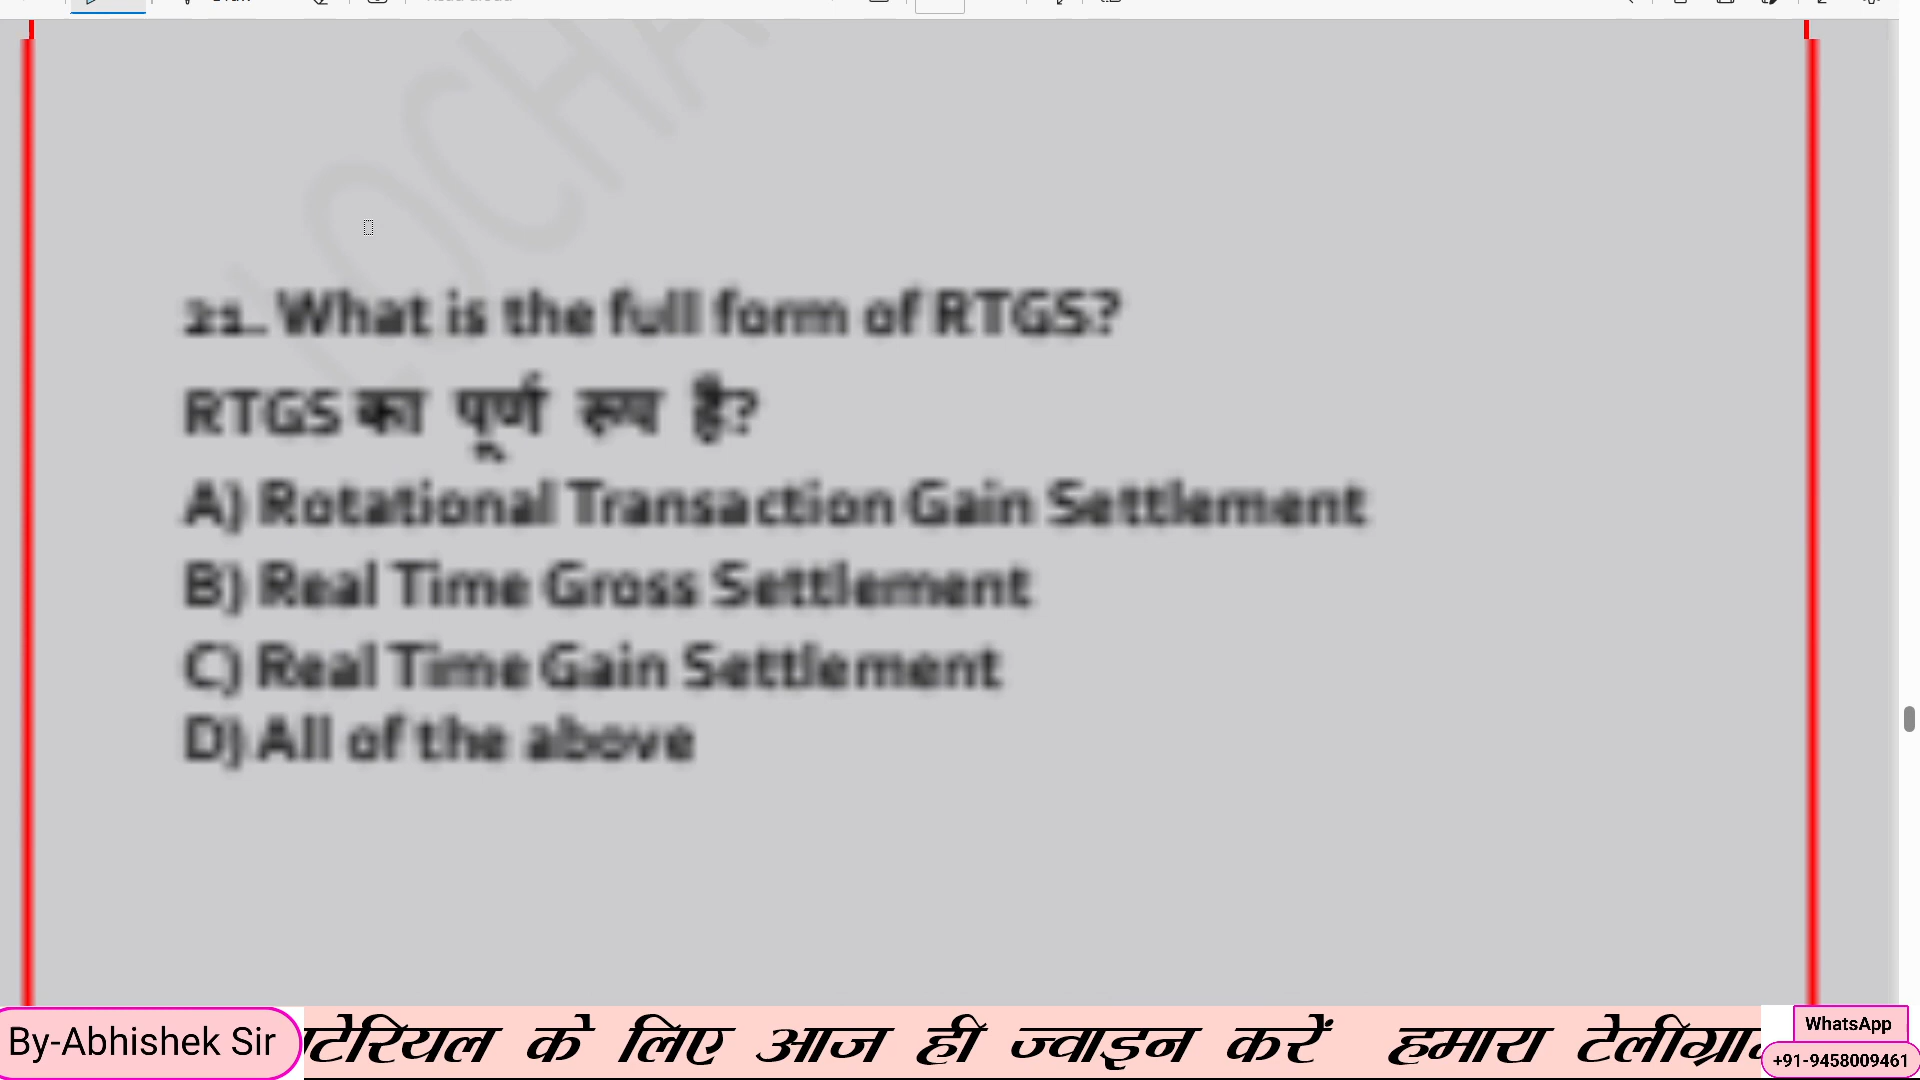 21. What is the full form of RTGS?
RTGS का पूर्ण रूप है?
A) Rotational Transaction Gain Settlement
B) Real Time Gross Settlement
C) Real Time Gain Settlement
D) All of the above
By-Abhishek Sir
टेरियल के लिए आज ही ज्वाइन करें हमारा टेलीग्राम
WhatsApp
+91-9458009461